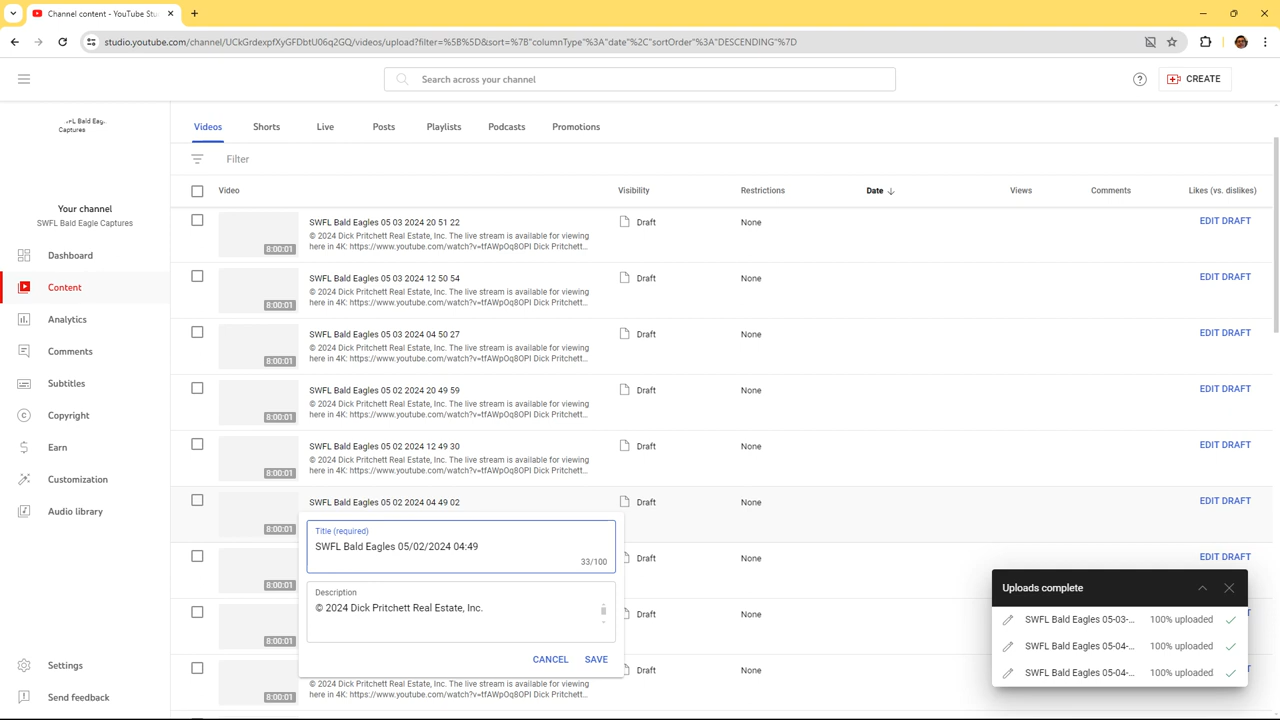 Channel content - YouTube Stu
studio.youtube.com/channel/UCkGrdexpfXyGFDbtU06q2GQ/videos/upload?filter=%5B%5D&sort=%7B"columnType"%3A"date"%2C"sortOrder"%3A"DESCENDING"%7D
Search across your channel
CREATE
SWFL Bald Eag..
Captures
Your channel
SWFL Bald Eagle Captures
Dashboard
Content
Analytics
Comments
Subtitles
Copyright
Earn
Customization
Audio library
Settings
Send feedback
Videos Shorts Live Posts Playlists Podcasts Promotions
Filter
Video Visibility Restrictions Date Views Comments Likes (vs. dislikes)
SWFL Bald Eagles 05 03 2024 20 51 22 Draft None EDIT DRAFT
© 2024 Dick Pritchett Real Estate, Inc. The live stream is available for viewing
here in 4K: https://www.youtube.com/watch?v=tfAWpOq8OPI Dick Pritchett...
8:00:01
SWFL Bald Eagles 05 03 2024 12 50 54 Draft None EDIT DRAFT
© 2024 Dick Pritchett Real Estate, Inc. The live stream is available for viewing
here in 4K: https://www.youtube.com/watch?v=tfAWpOq8OPI Dick Pritchett...
8:00:01
SWFL Bald Eagles 05 03 2024 04 50 27 Draft None EDIT DRAFT
© 2024 Dick Pritchett Real Estate, Inc. The live stream is available for viewing
here in 4K: https://www.youtube.com/watch?v=tfAWpOq8OPI Dick Pritchett...
8:00:01
SWFL Bald Eagles 05 02 2024 20 49 59 Draft None EDIT DRAFT
© 2024 Dick Pritchett Real Estate, Inc. The live stream is available for viewing
here in 4K: https://www.youtube.com/watch?v=tfAWpOq8OPI Dick Pritchett...
8:00:01
SWFL Bald Eagles 05 02 2024 12 49 30 Draft None EDIT DRAFT
© 2024 Dick Pritchett Real Estate, Inc. The live stream is available for viewing
here in 4K: https://www.youtube.com/watch?v=tfAWpOq8OPI Dick Pritchett...
8:00:01
SWFL Bald Eagles 05 02 2024 04 49 02 Draft None EDIT DRAFT
8:00:01
Title (required)
SWFL Bald Eagles 05/02/2024 04:49
33/100
Description
© 2024 Dick Pritchett Real Estate, Inc.
CANCEL SAVE
Draft None EDIT DRAFT
8:00:01
Draft None
8:00:01
Draft None
© 2024 Dick Pritchett Real Estate, Inc. The live stream is available for viewing
here in 4K: https://www.youtube.com/watch?v=tfAWpOq8OPI Dick Pritchett...
8:00:01
Uploads complete
SWFL Bald Eagles 05-03-... 100% uploaded
SWFL Bald Eagles 05-04-... 100% uploaded
SWFL Bald Eagles 05-04-... 100% uploaded